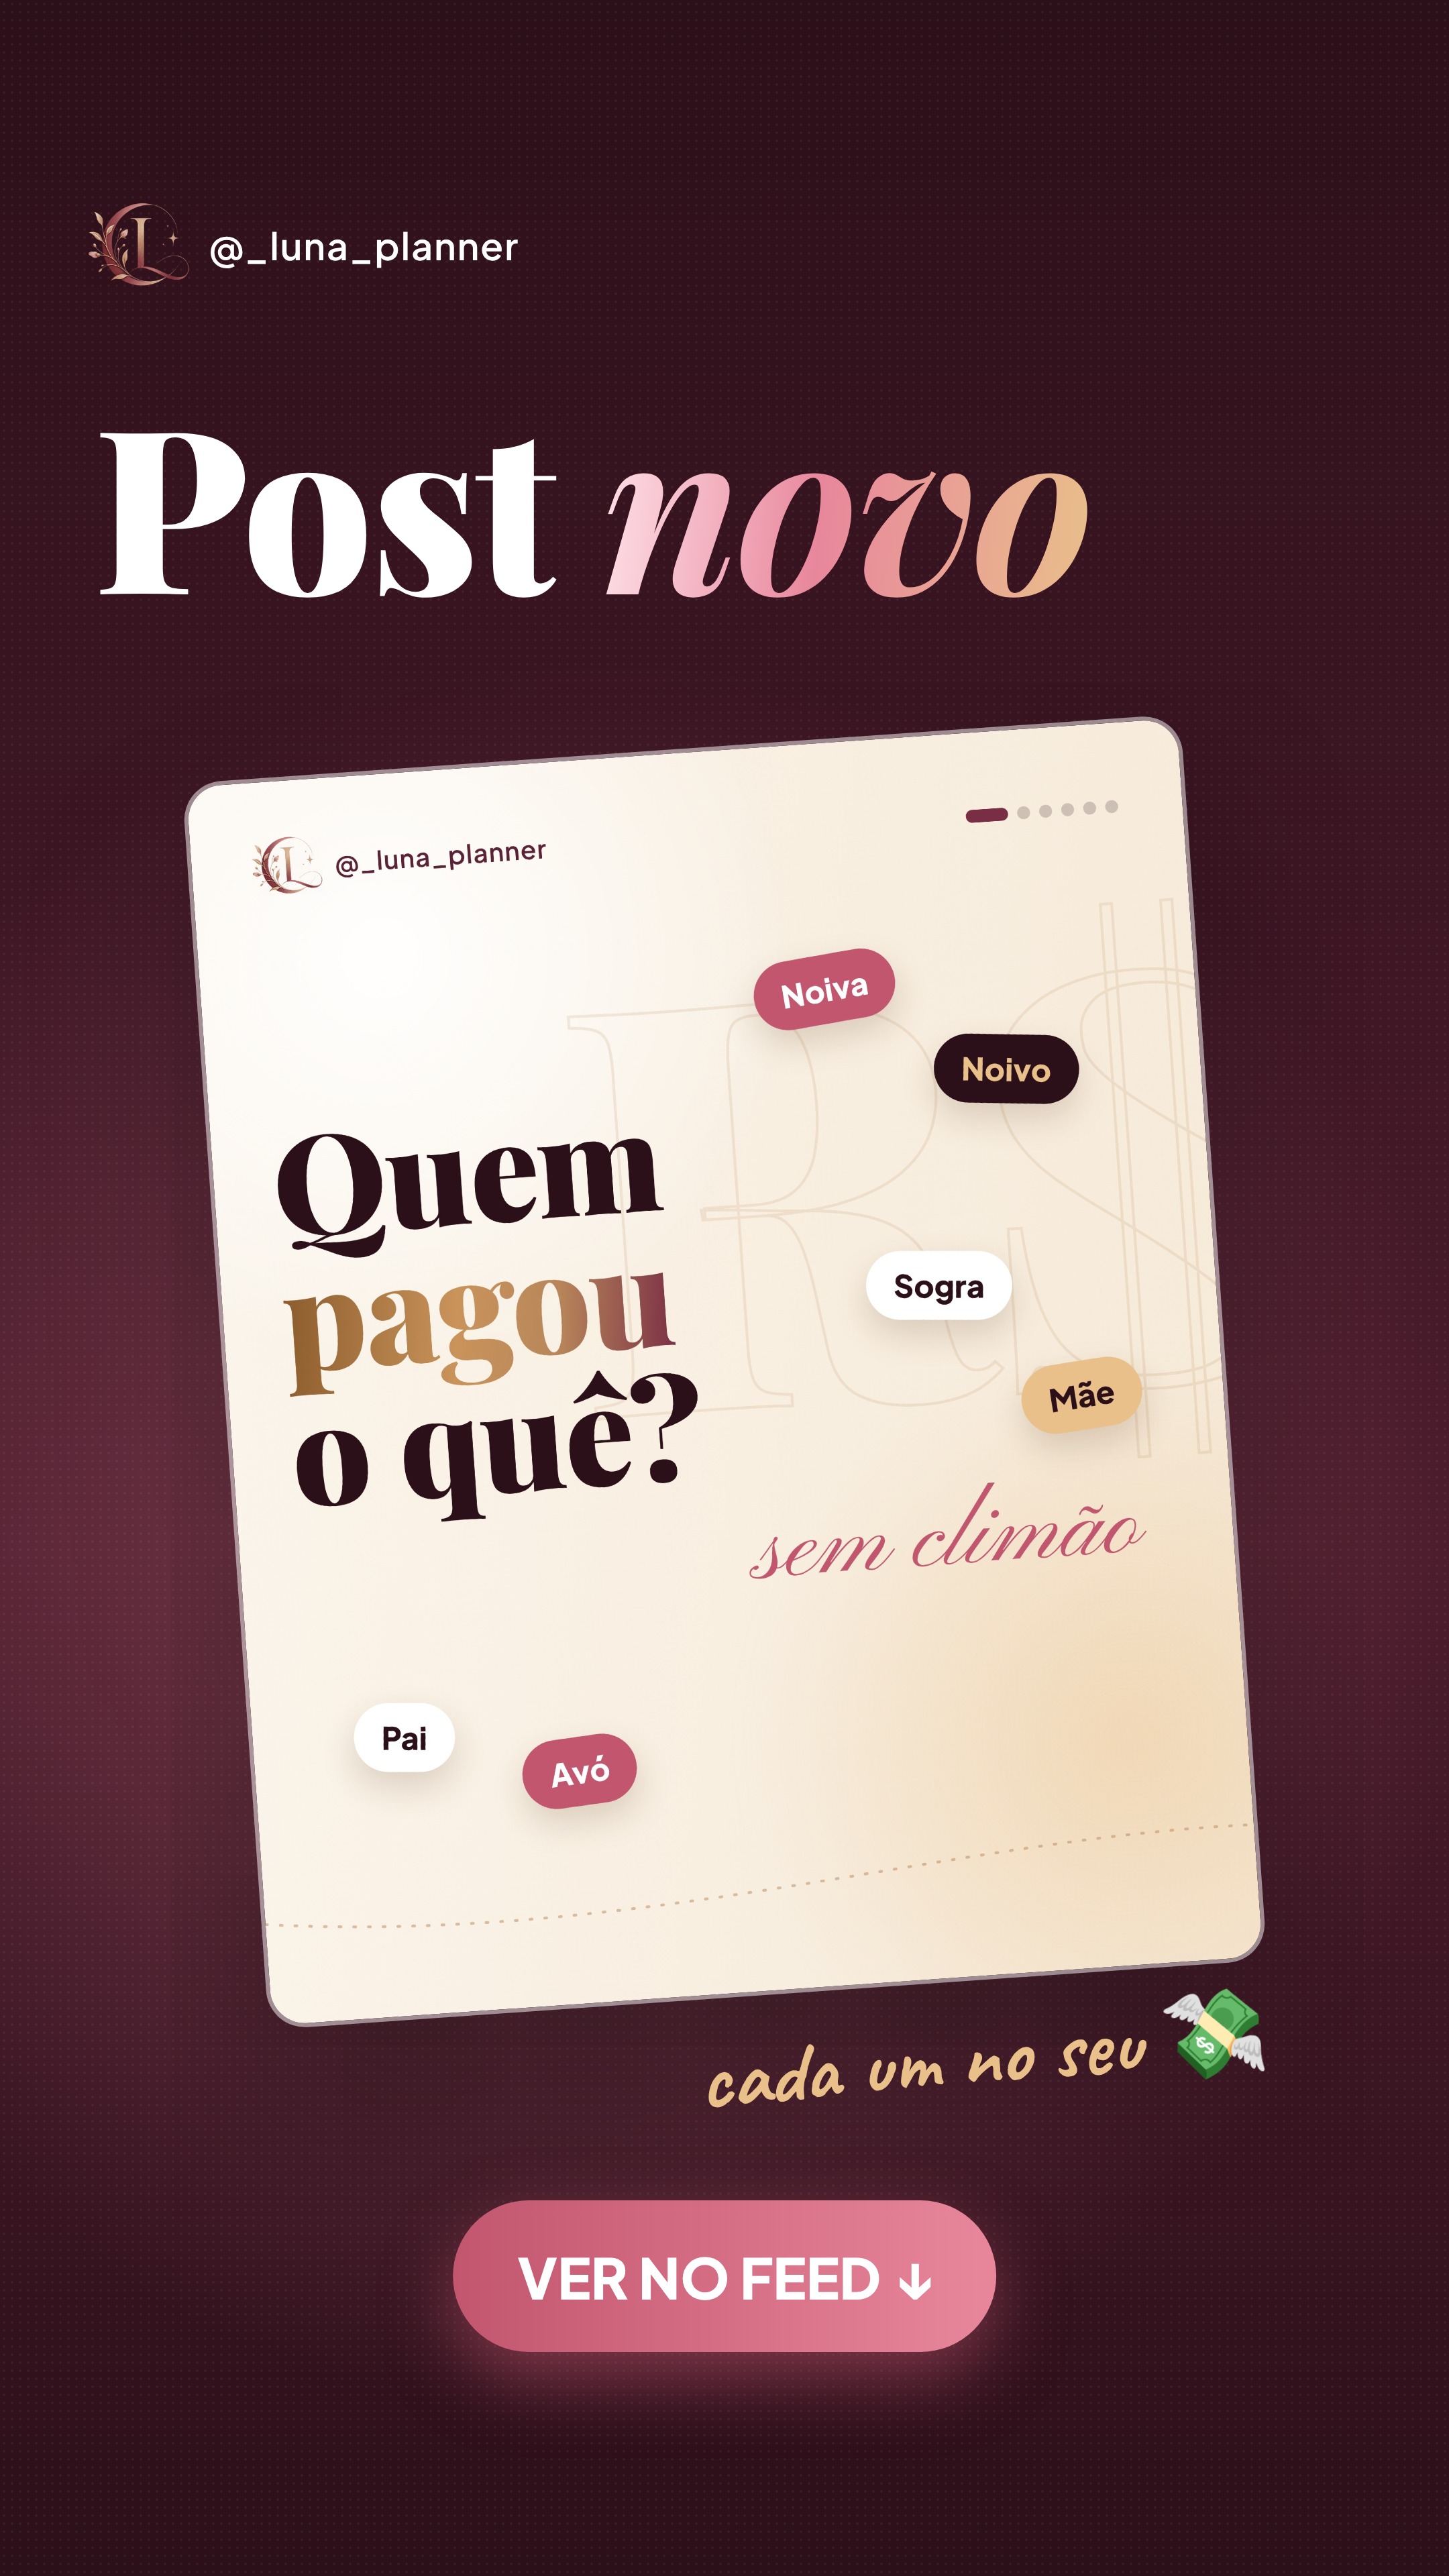 @_luna_planner
Post novo
@_luna_planner
R$
Noiva
Noivo
Quem
pagou
o quê?
Sogra
Mãe
sem climão
Pai
Avó
cada um no seu 💸
VER NO FEED ↓